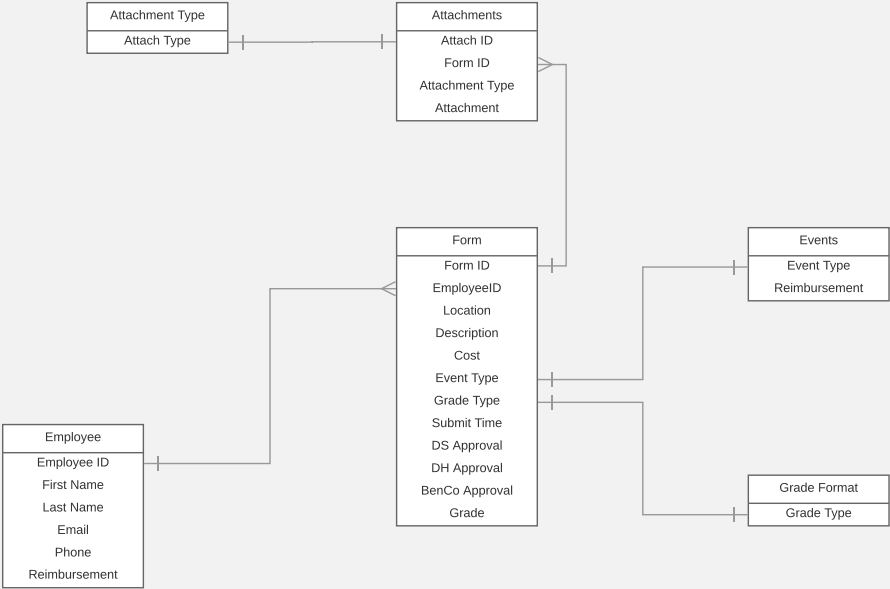 Attachment Type
Attach Type
Attachments
Attach ID
Form ID
Attachment Type
Attachment
Form
Form ID
EmployeeID
Location
Description
Cost
Event Type
Grade Type
Submit Time
DS Approval
DH Approval
BenCo Approval
Grade
Events
Event Type
Reimbursement
Employee
Employee ID
First Name
Last Name
Email
Phone
Reimbursement
Grade Format
Grade Type